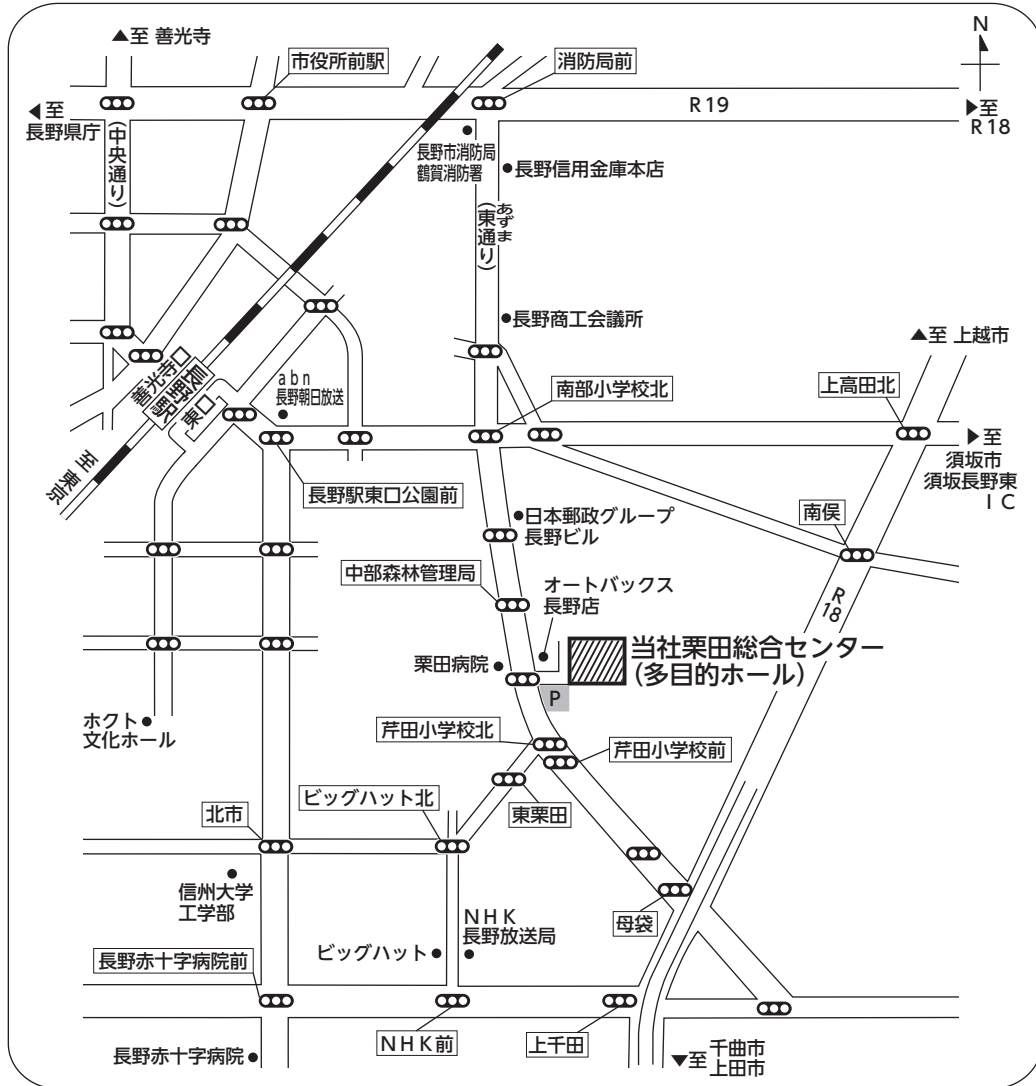 ▲至 善光寺
N
市役所前駅
消防局前
◀至
長野県庁
R19
▶至
R18
(中央通り)
長野市消防局
鶴賀消防署
長野信用金庫本店
あずま
(東通り)
長野商工会議所
▲至 上越市
善光寺口
長野駅
東口
abn
長野朝日放送
南部小学校北
上高田北
▶至
須坂市
須坂長野東
IC
至東京
長野駅東口公園前
日本郵政グループ
長野ビル
南俣
中部森林管理局
オートバックス
長野店
R
18
栗田病院
当社栗田総合センター
(多目的ホール)
P
ホクト
文化ホール
芹田小学校北
芹田小学校前
ビッグハット北
東栗田
北市
信州大学
工学部
NHK
長野放送局
母袋
ビッグハット
長野赤十字病院前
NHK前
上千田
長野赤十字病院
▼至 千曲市
上田市